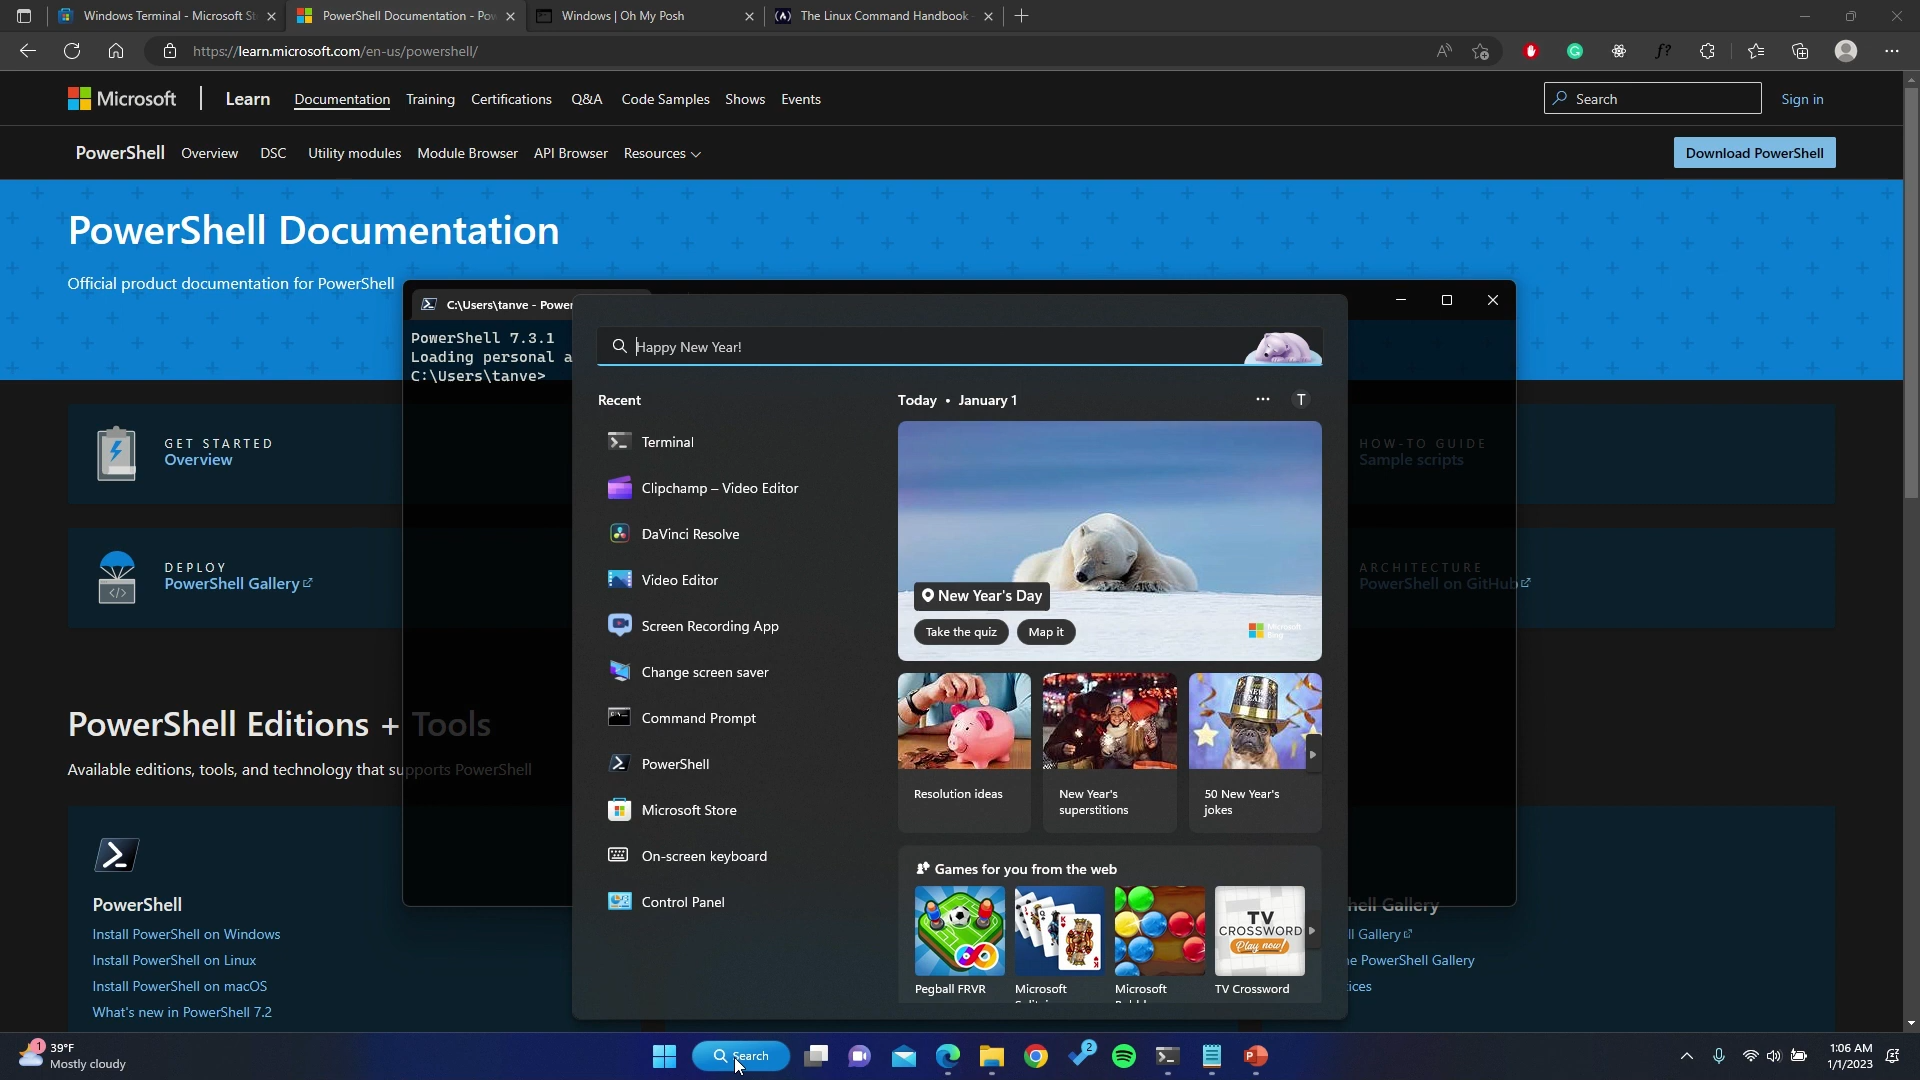 Windows Terminal - Microsoft St
PowerShell Documentation - Pow
Windows | Oh My Posh
The Linux Command Handbook
https://learn.microsoft.com/en-us/powershell/
Microsoft
Learn
Documentation
Training
Certifications
Q&A
Code Samples
Shows
Events
Search
Sign in
PowerShell
Overview
DSC
Utility modules
Module Browser
API Browser
Resources
Download PowerShell
PowerShell Documentation
Official product documentation for PowerShell
C:\Users\tanve - Power
PowerShell 7.3.1
Loading personal a
C:\Users\tanve>
Happy New Year!
Recent
Terminal
Clipchamp – Video Editor
DaVinci Resolve
Video Editor
Screen Recording App
Change screen saver
Command Prompt
PowerShell
Microsoft Store
On-screen keyboard
Control Panel
Today • January 1
T
New Year's Day
Take the quiz
Map it
Microsoft
Bing
Resolution ideas
New Year's
superstitions
50 New Year's
jokes
Games for you from the web
TV
CROSSWORD
Play now!
Pegball FRVR
Microsoft
Microsoft
TV Crossword
GET STARTED
Overview
HOW-TO GUIDE
Sample scripts
DEPLOY
PowerShell Gallery
ARCHITECTURE
PowerShell on GitHub
PowerShell Editions + Tools
Available editions, tools, and technology that supports PowerShell
PowerShell
Install PowerShell on Windows
Install PowerShell on Linux
Install PowerShell on macOS
What's new in PowerShell 7.2
hell Gallery
ll Gallery
he PowerShell Gallery
ices
1
39°F
Mostly cloudy
Search
2
1:06 AM
1/1/2023